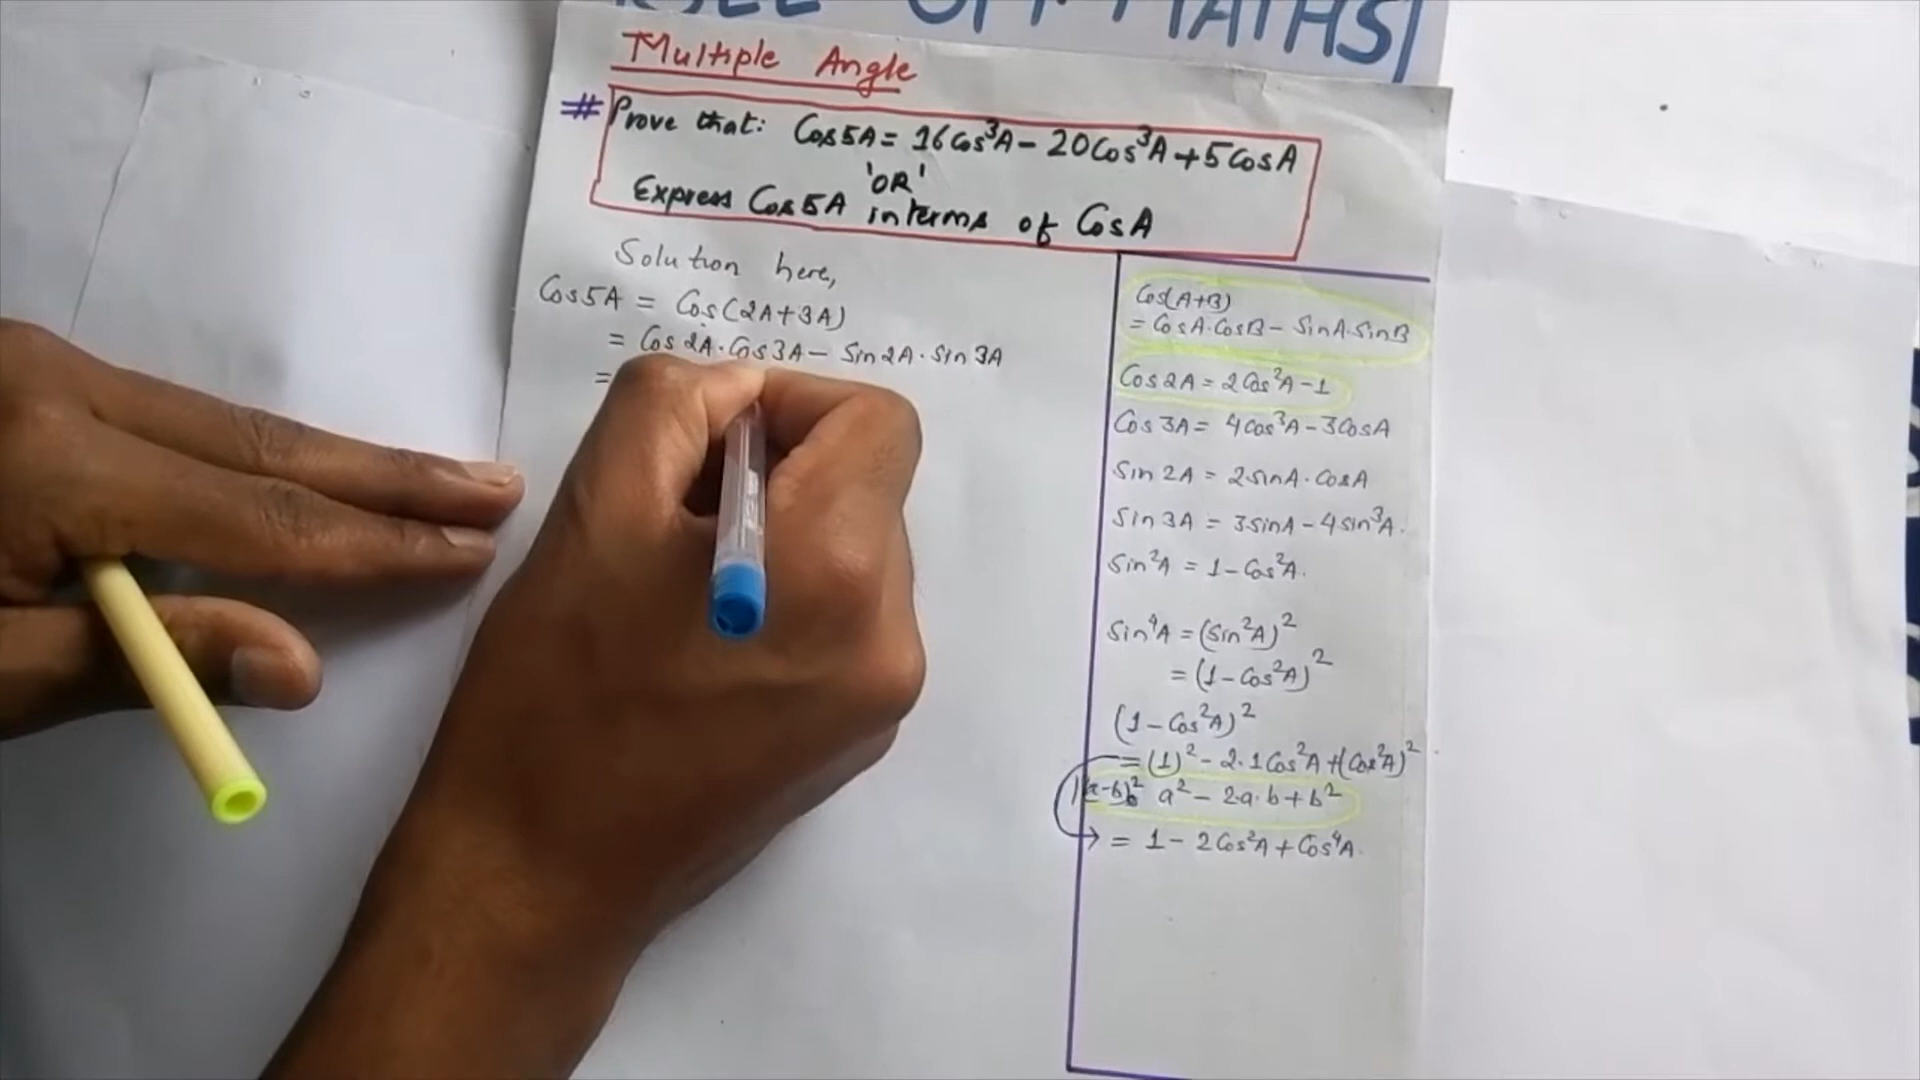 MATHS
Multiple Angle
# Prove that: Cos5A = 16Cos³A - 20Cos³A + 5CosA
'OR'
Express Cos5A interms of CosA
Solution here,
Cos5A = Cos(2A+3A)
= Cos2A·Cos3A - Sin2A·Sin3A
=
Cos(A+B)
= CosA·CosB - SinA·SinB
Cos2A = 2Cos²A-1
Cos3A = 4Cos³A - 3CosA
Sin2A = 2sinA·CosA
Sin3A = 3sinA - 4sin³A.
Sin²A = 1 - Cos²A.
Sin⁴A = (Sin²A)²
= (1 - Cos²A)²
(1 - Cos²A)²
= (1)² - 2·1Cos²A + (Cos²A)²
(a-b)² a² - 2a·b + b²
→ = 1 - 2Cos²A + Cos⁴A.